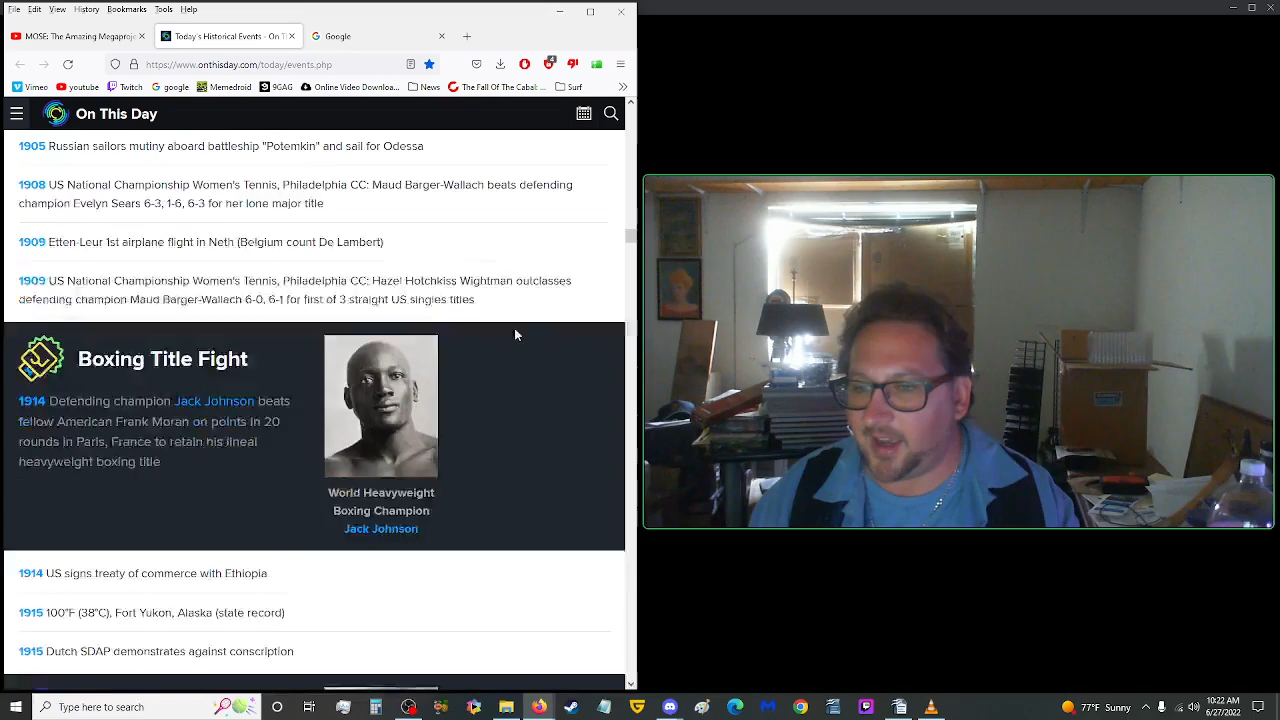 File Edit View History Bookmarks Tools Help
MOSE: The Amazing Megaproje
Today's Historical Events - On T
Google
https://www.onthisday.com/today/events.php
Vimeo youtube Twitch google Memedroid 9GAG Online Video Downloa... News The Fall Of The Cabal: ... Surf
On This Day
1905 Russian sailors mutiny aboard battleship "Potemkin" and sail for Odessa
1908 US National Championship Women's Tennis, Philadelphia CC: Maud Barger-Wallach beats defending
champion Evelyn Sears 6-3, 1-6, 6-3 for her lone major title
1909 Etten-Leur 1st airplane flight in Neth (Belgium count De Lambert)
1909 US National Championship Women's Tennis, Philadelphia CC: Hazel Hotchkiss Wightman outclasses
defending champion Maud Barger-Wallach 6-0, 6-1 for first of 3 straight US singles titles
Boxing Title Fight
1914 Defending champion Jack Johnson beats
fellow American Frank Moran on points in 20
rounds in Paris, France to retain his lineal
heavyweight boxing title
World Heavyweight
Boxing Champion
Jack Johnson
1914 US signs treaty of commerce with Ethiopia
1915 100°F (38°C), Fort Yukon, Alaska (state record)
1915 Dutch SDAP demonstrates against conscription
Type here to search
77°F Sunny
10:22 AM
6/27/2022